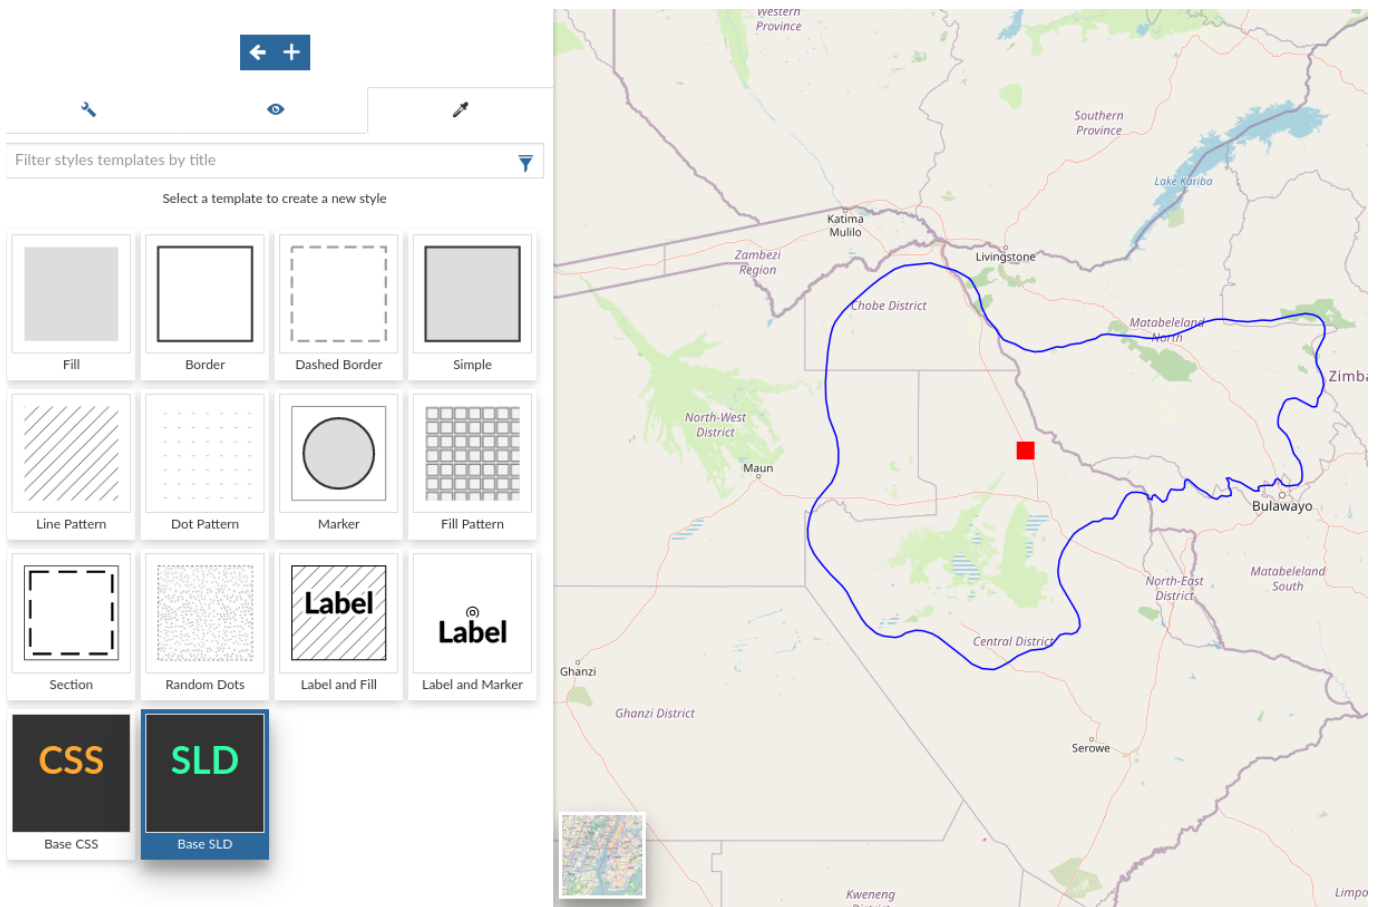 Filter styles templates by title
Select a template to create a new style
Fill
Border
Dashed Border
Simple
Line Pattern
Dot Pattern
Marker
Fill Pattern
Label
Label
Section
Random Dots
Label and Fill
Label and Marker
CSS
SLD
Base CSS
Base SLD
Western
Province
Southern
Province
Lake Kariba
Katima
Mulilo
Livingstone
Zambezi
Region
Chobe District
Matabeleland
North
Zimba
North-West
District
Maun
Bulawayo
Matabeleland
South
North-East
District
Central District
Ghanzi
Ghanzi District
Serowe
Kweneng
District
Limpo